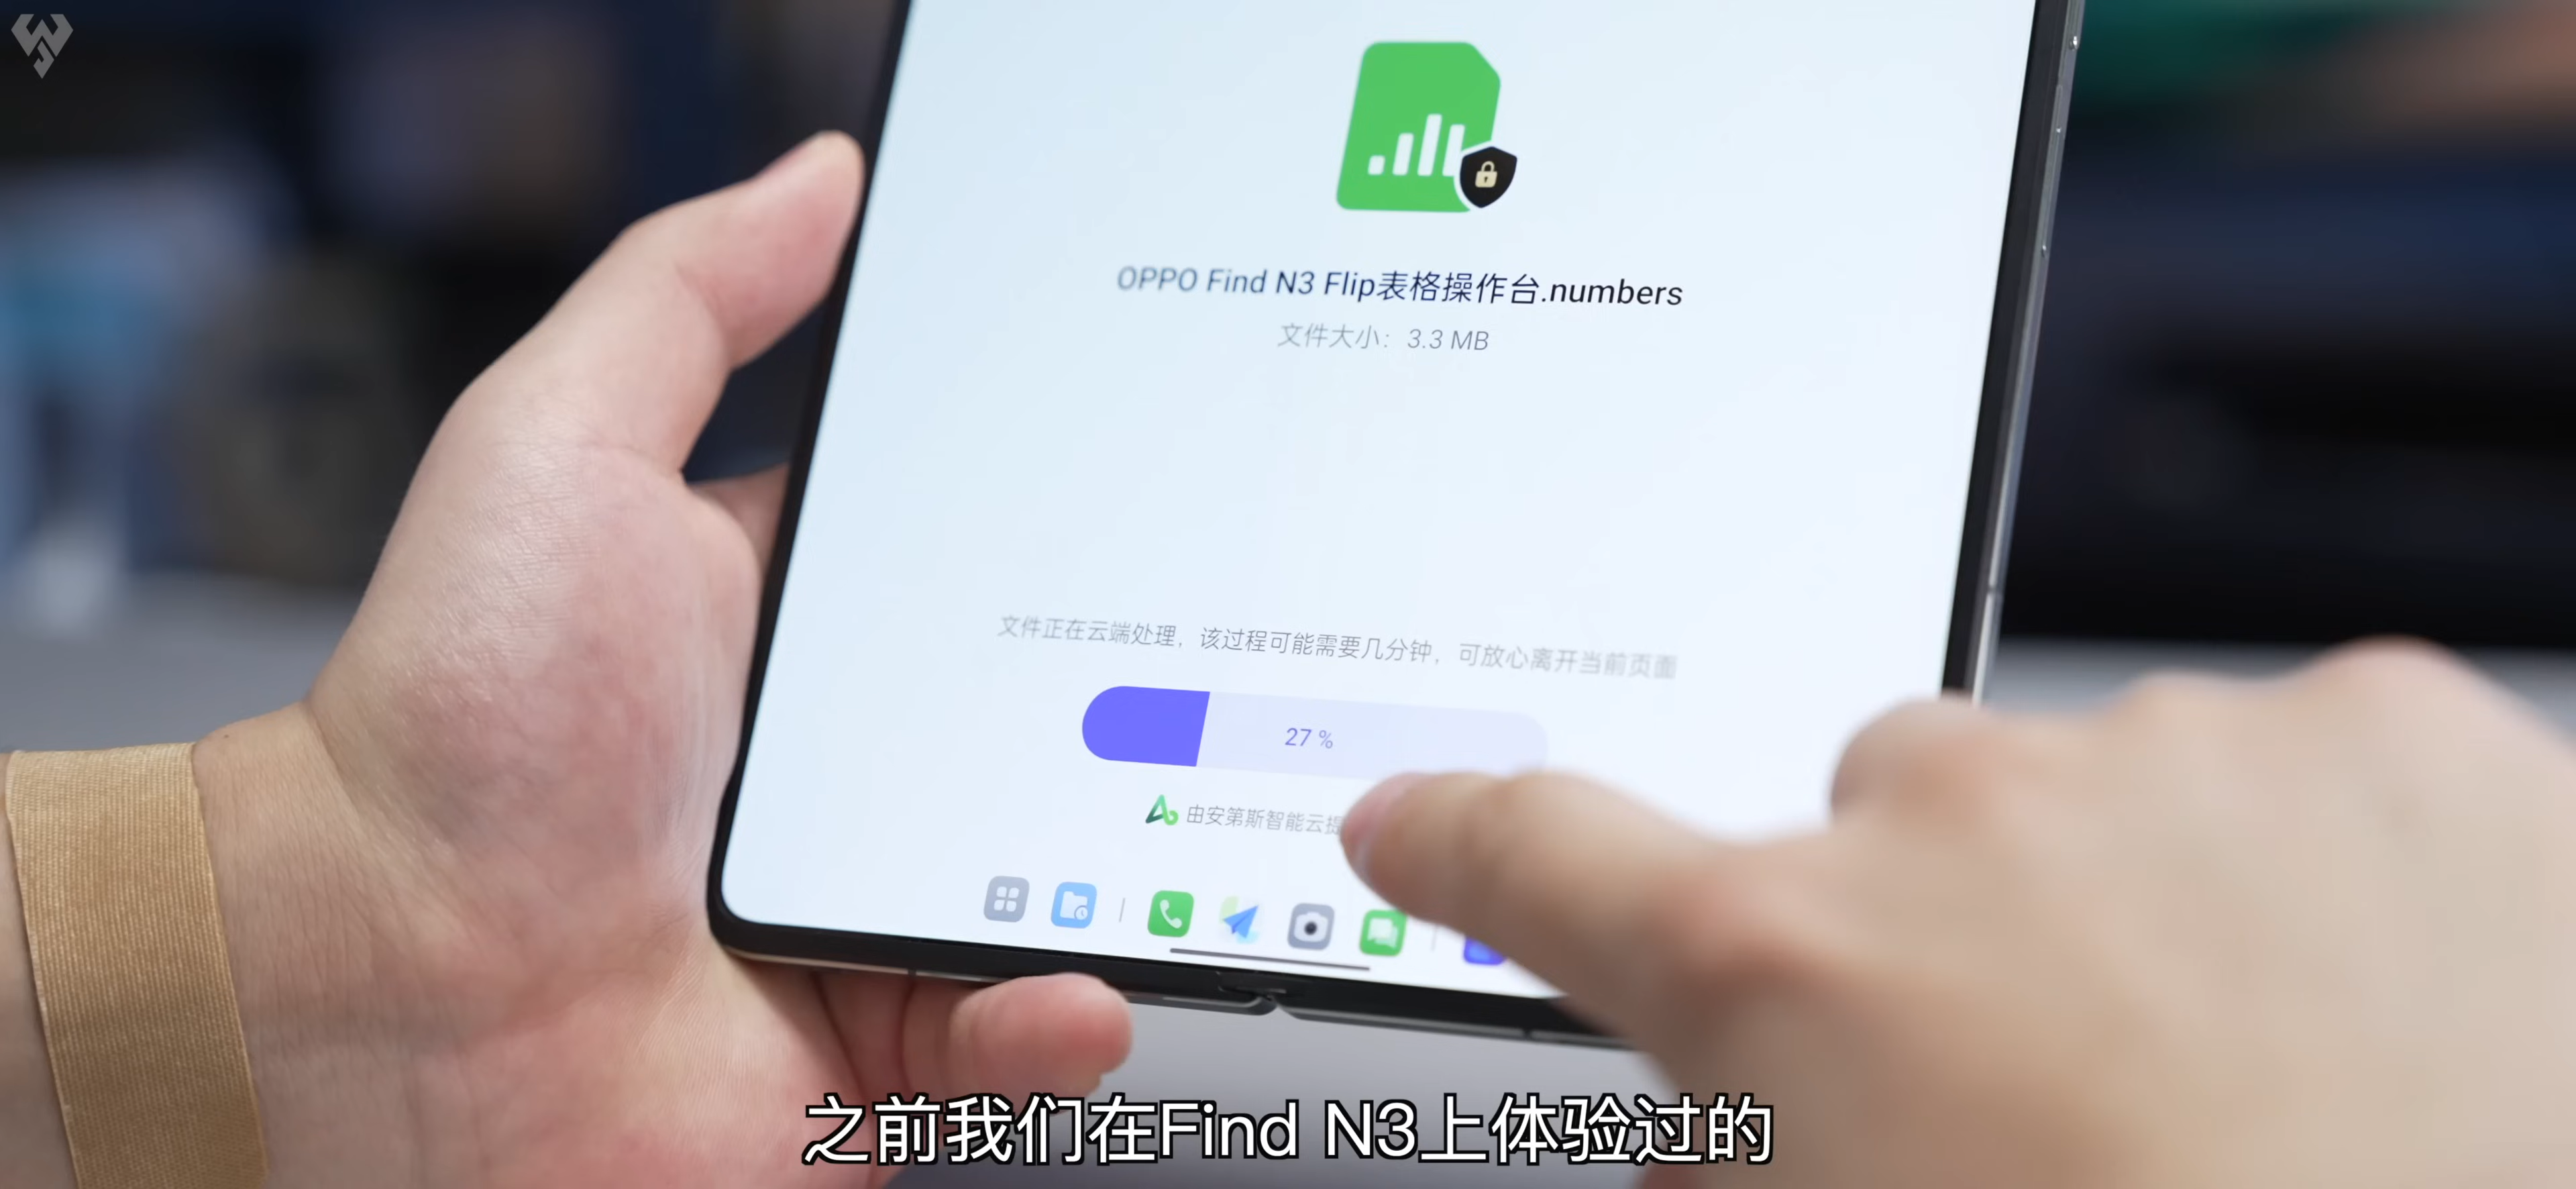 OPPO Find N3 Flip表格操作台.numbers
文件大小：3.3 MB
文件正在云端处理，该过程可能需要几分钟，可放心离开当前页面
27 %
由安第斯智能云提
之前我们在Find N3上体验过的